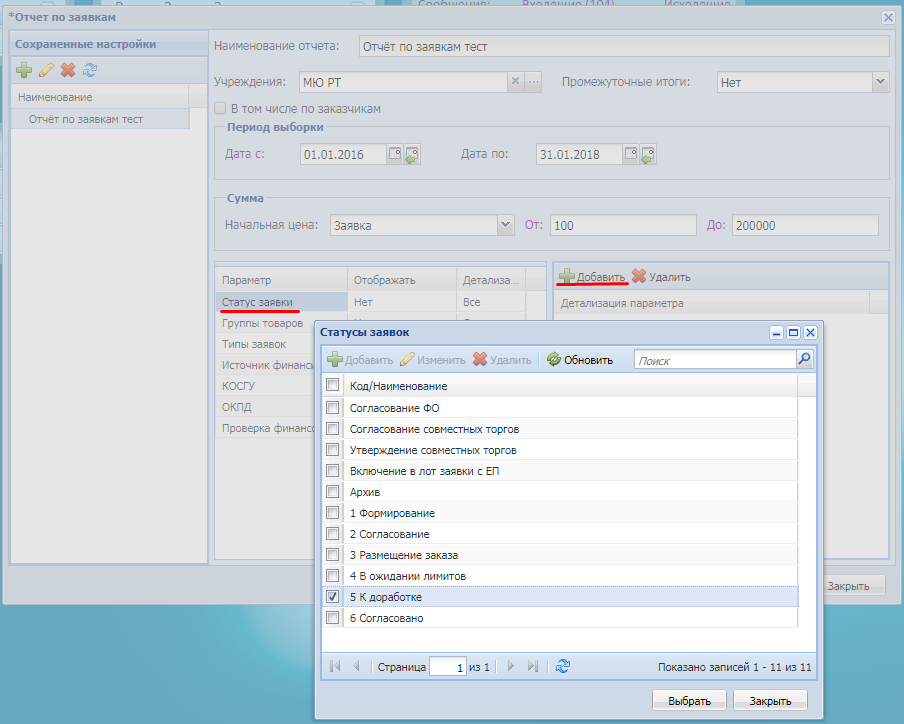 Сообщения: Входящие (104) Исходящие
*Отчет по заявкам
Сохраненные настройки
Наименование
Отчёт по заявкам тест
Наименование отчета: Отчёт по заявкам тест
Учреждения: МЮ РТ Промежуточные итоги: Нет
В том числе по заказчикам
Период выборки
Дата с: 01.01.2016 Дата по: 31.01.2018
Сумма
Начальная цена: Заявка От: 100 До: 200000
Параметр Отображать Детализа...
Статус заявки Нет Все
Группы товаров
Типы заявок
Источник финанси
КОСГУ
ОКПД
Проверка финансо
Добавить Удалить
Детализация параметра
Закрыть
Статусы заявок
Добавить Изменить Удалить Обновить Поиск
Код/Наименование
Согласование ФО
Согласование совместных торгов
Утверждение совместных торгов
Включение в лот заявки с ЕП
Архив
1 Формирование
2 Согласование
3 Размещение заказа
4 В ожидании лимитов
5 К доработке
6 Согласовано
Страница 1 из 1 Показано записей 1 - 11 из 11
Выбрать Закрыть